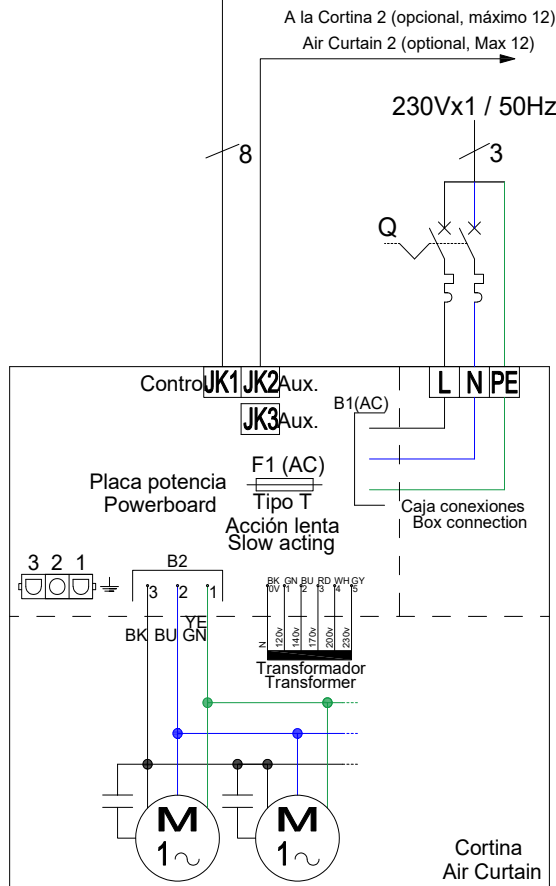 A la Cortina 2 (opcional, máximo 12)
Air Curtain 2 (optional, Max 12)
230Vx1 / 50Hz
8
3
Q
Contro JK1 JK2 Aux.
L N PE
JK3 Aux.
B1(AC)
F1 (AC)
Tipo T
Acción lenta
Slow acting
Placa potencia
Powerboard
Caja conexiones
Box connection
3 2 1
B2
3 2 1
BK BU YE
GN
BK GN BU RD WH GY
0V 1 2 3 4 5
N 120v 140v 170v 200v 230v
Transformador
Transformer
M
1~
M
1~
Cortina
Air Curtain